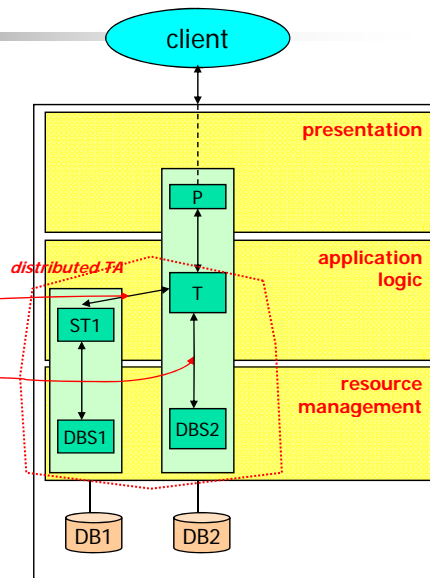 client
presentation
P
distributed TA
application
logic
T
ST1
resource
management
DBS1
DBS2
DB1
DB2